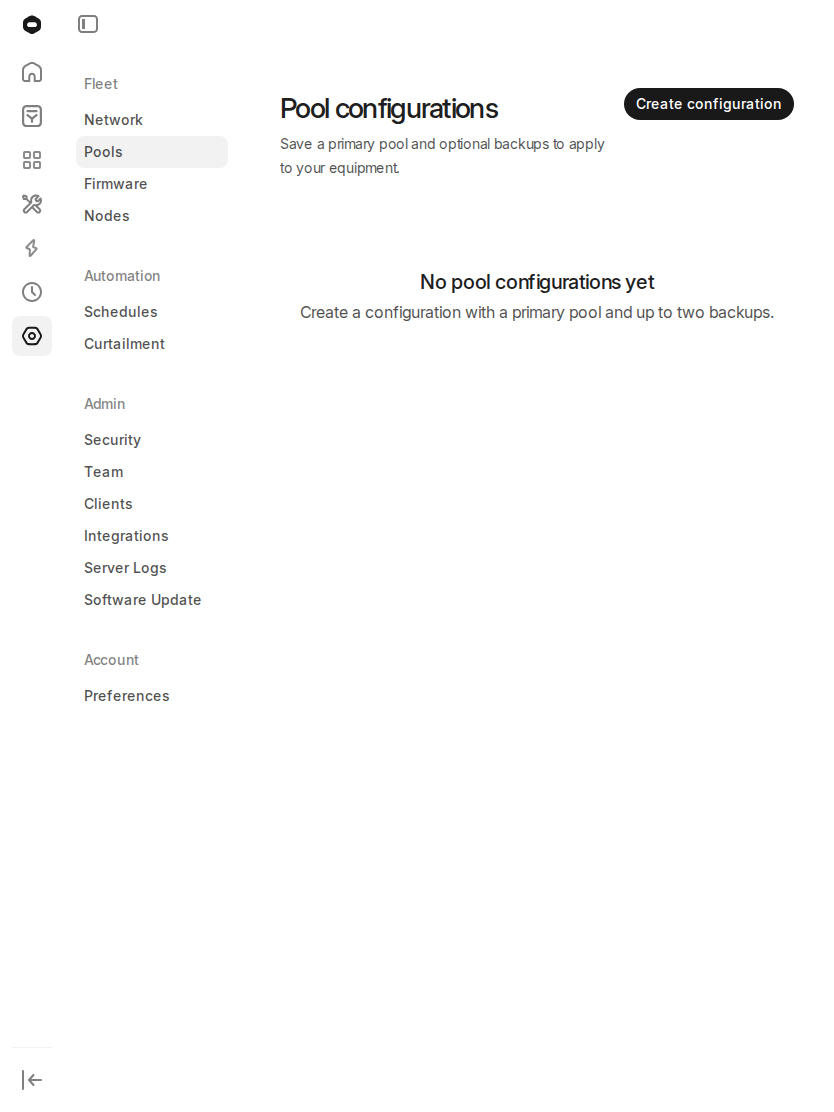 Fleet
Network
Pools
Firmware
Nodes
Automation
Schedules
Curtailment
Admin
Security
Team
Clients
Integrations
Server Logs
Software Update
Account
Preferences
Pool configurations
Create configuration
Save a primary pool and optional backups to apply
to your equipment.
No pool configurations yet
Create a configuration with a primary pool and up to two backups.